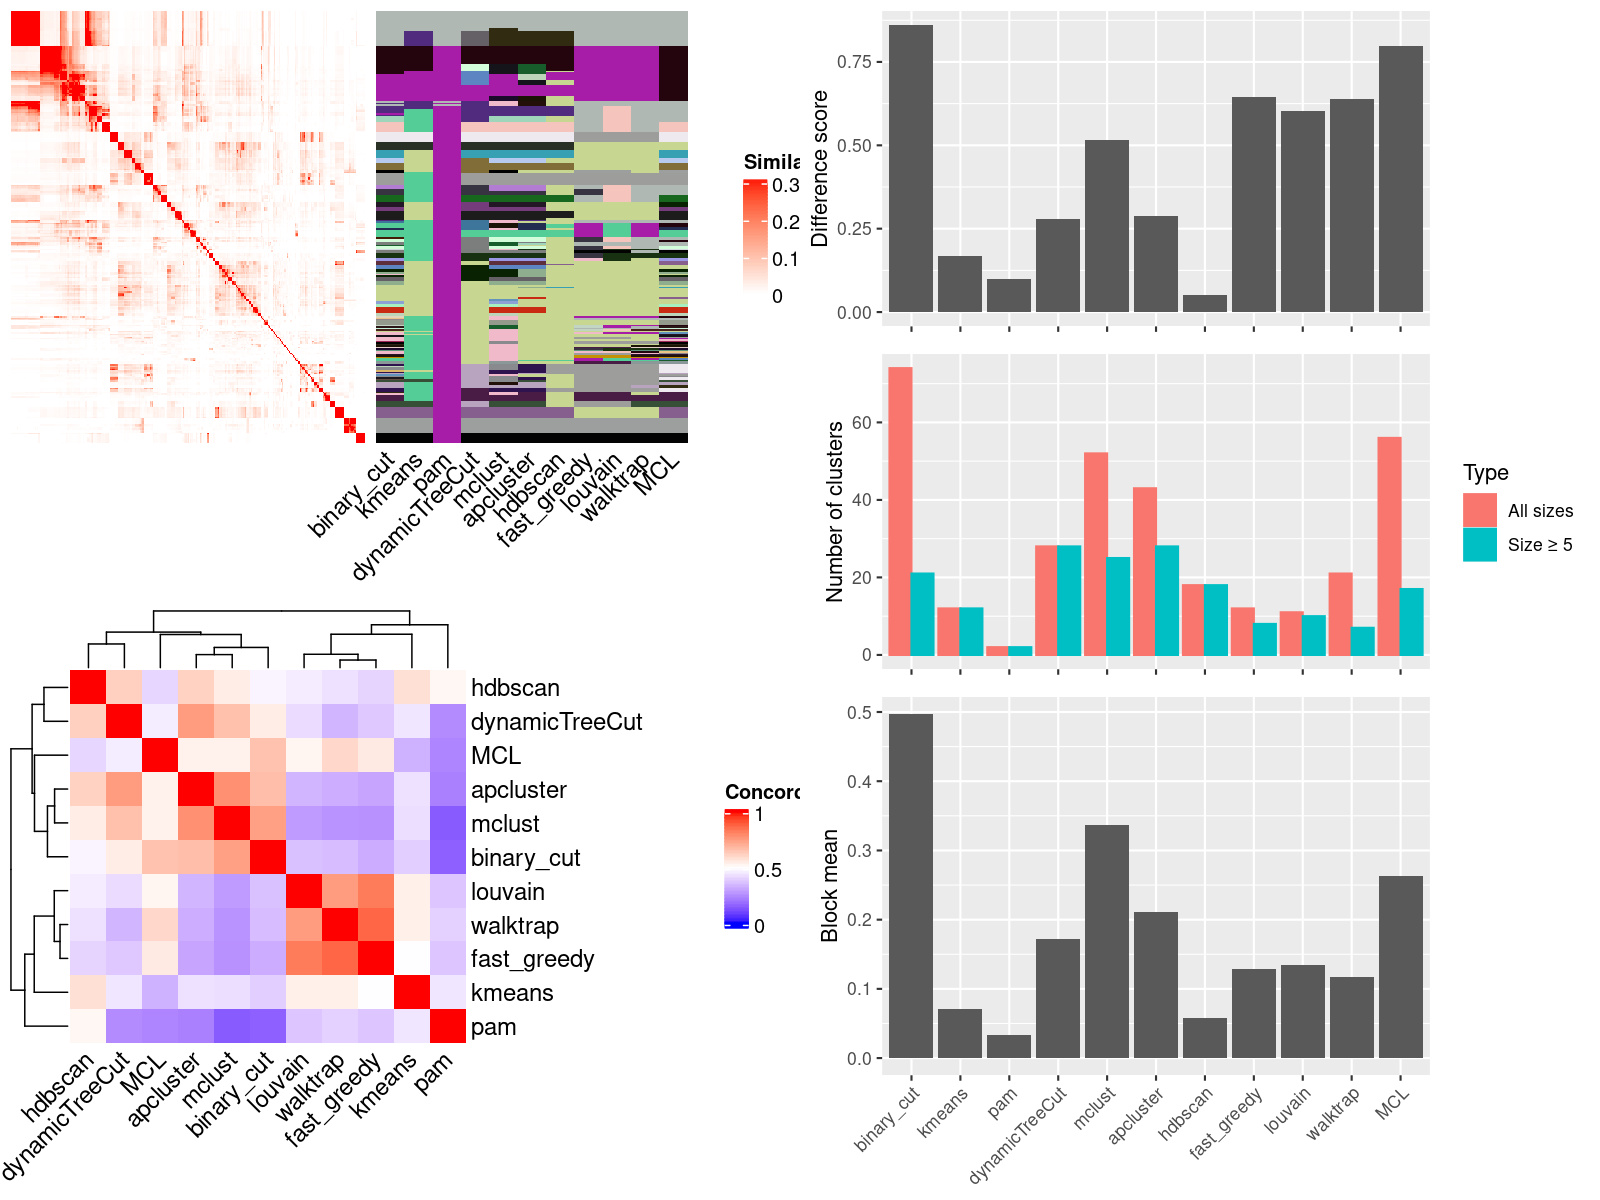 Simila
0.3
0.2
0.1
0
binary_cut
kmeans
pam
dynamicTreeCut
mclust
apcluster
hdbscan
fast_greedy
louvain
walktrap
MCL
hdbscan
dynamicTreeCut
MCL
apcluster
mclust
binary_cut
louvain
walktrap
fast_greedy
kmeans
pam
hdbscan
dynamicTreeCut
MCL
apcluster
mclust
binary_cut
louvain
walktrap
fast_greedy
kmeans
pam
Concord
1
0.5
0
Difference score
0.75
0.50
0.25
0.00
Number of clusters
60
40
20
0
Type
All sizes
Size ≥ 5
Block mean
0.5
0.4
0.3
0.2
0.1
0.0
binary_cut
kmeans
pam
dynamicTreeCut
mclust
apcluster
hdbscan
fast_greedy
louvain
walktrap
MCL